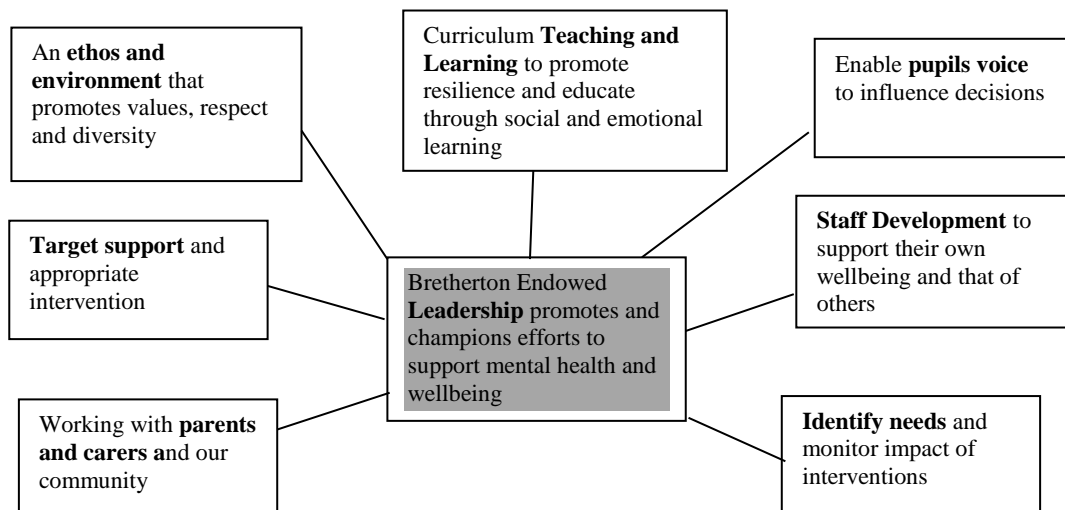 An ethos and
environment that
promotes values, respect
and diversity
Curriculum Teaching and
Learning to promote
resilience and educate
through social and emotional
learning
Enable pupils voice
to influence decisions
Target support and
appropriate
intervention
Bretherton Endowed
Leadership promotes and
champions efforts to
support mental health and
wellbeing
Staff Development to
support their own
wellbeing and that of
others
Working with parents
and carers and our
community
Identify needs and
monitor impact of
interventions